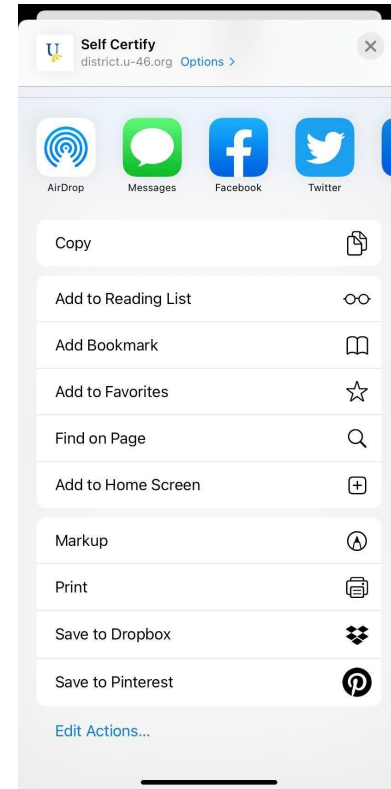 U
Self Certify
district.u-46.org Options >
AirDrop Messages Facebook Twitter
Copy
Add to Reading List
Add Bookmark
Add to Favorites
Find on Page
Add to Home Screen
Markup
Print
Save to Dropbox
Save to Pinterest
Edit Actions...